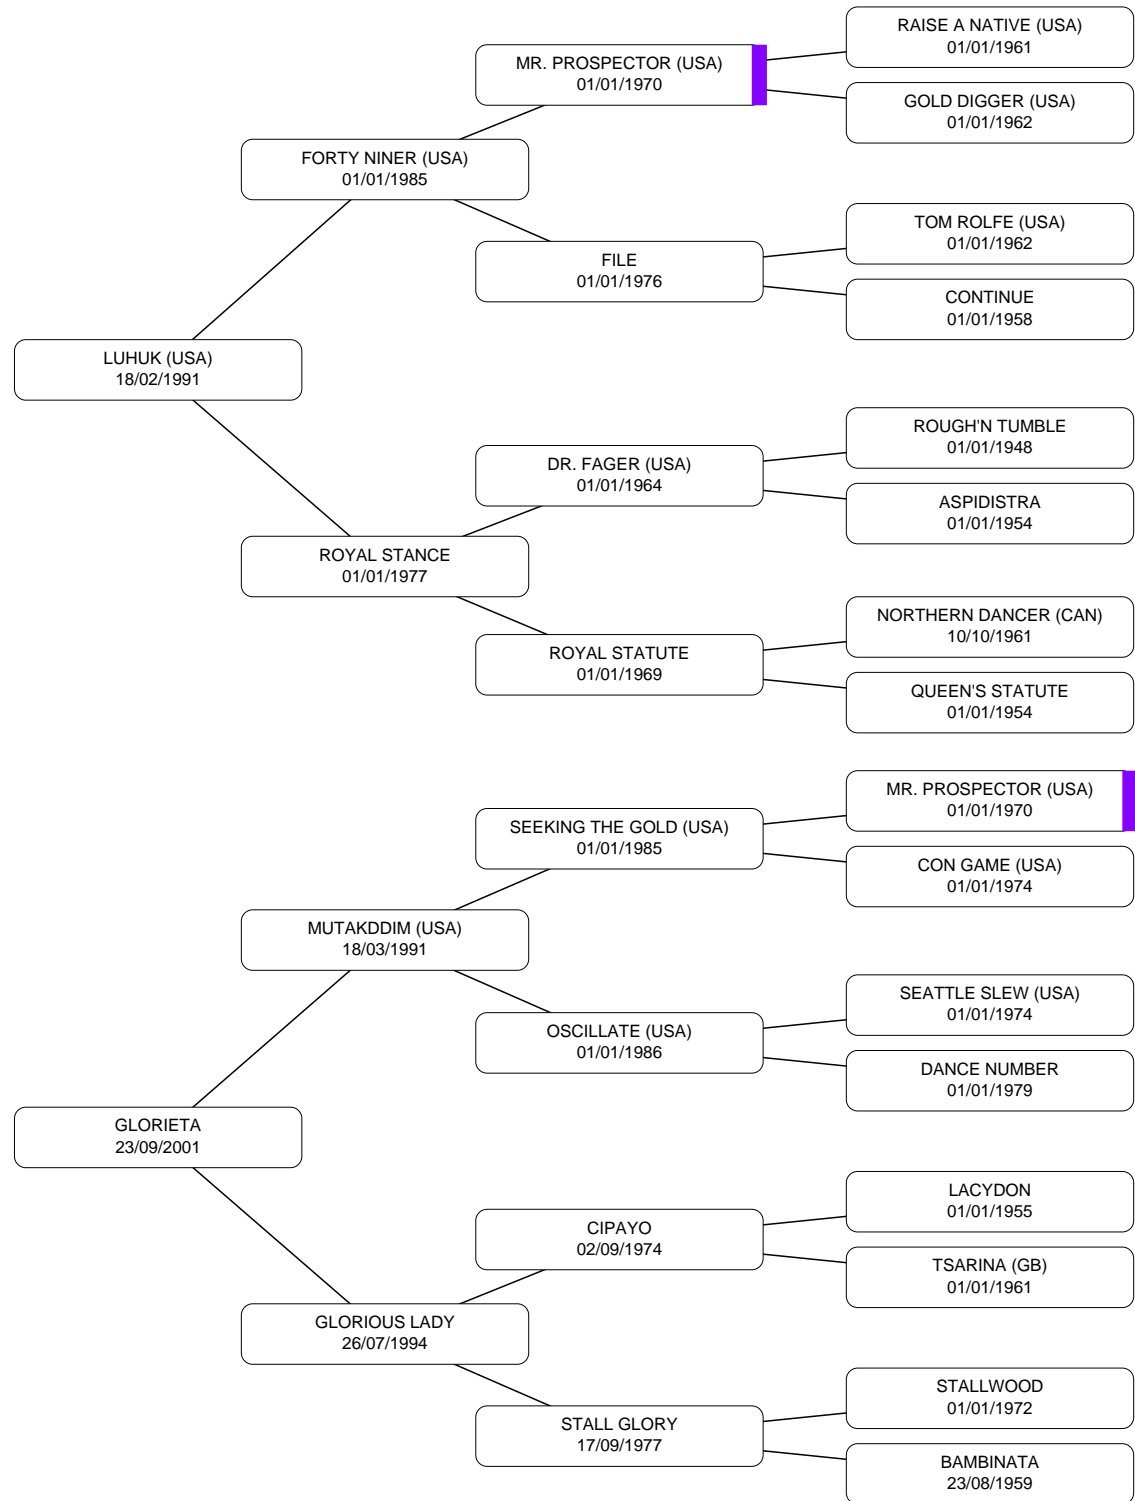 RAISE A NATIVE (USA)
01/01/1961
MR. PROSPECTOR (USA)
01/01/1970
GOLD DIGGER (USA)
01/01/1962
FORTY NINER (USA)
01/01/1985
TOM ROLFE (USA)
01/01/1962
FILE
01/01/1976
CONTINUE
01/01/1958
LUHUK (USA)
18/02/1991
ROUGH'N TUMBLE
01/01/1948
DR. FAGER (USA)
01/01/1964
ASPIDISTRA
01/01/1954
ROYAL STANCE
01/01/1977
NORTHERN DANCER (CAN)
10/10/1961
ROYAL STATUTE
01/01/1969
QUEEN'S STATUTE
01/01/1954
MR. PROSPECTOR (USA)
01/01/1970
SEEKING THE GOLD (USA)
01/01/1985
CON GAME (USA)
01/01/1974
MUTAKDDIM (USA)
18/03/1991
SEATTLE SLEW (USA)
01/01/1974
OSCILLATE (USA)
01/01/1986
DANCE NUMBER
01/01/1979
GLORIETA
23/09/2001
LACYDON
01/01/1955
CIPAYO
02/09/1974
TSARINA (GB)
01/01/1961
GLORIOUS LADY
26/07/1994
STALLWOOD
01/01/1972
STALL GLORY
17/09/1977
BAMBINATA
23/08/1959